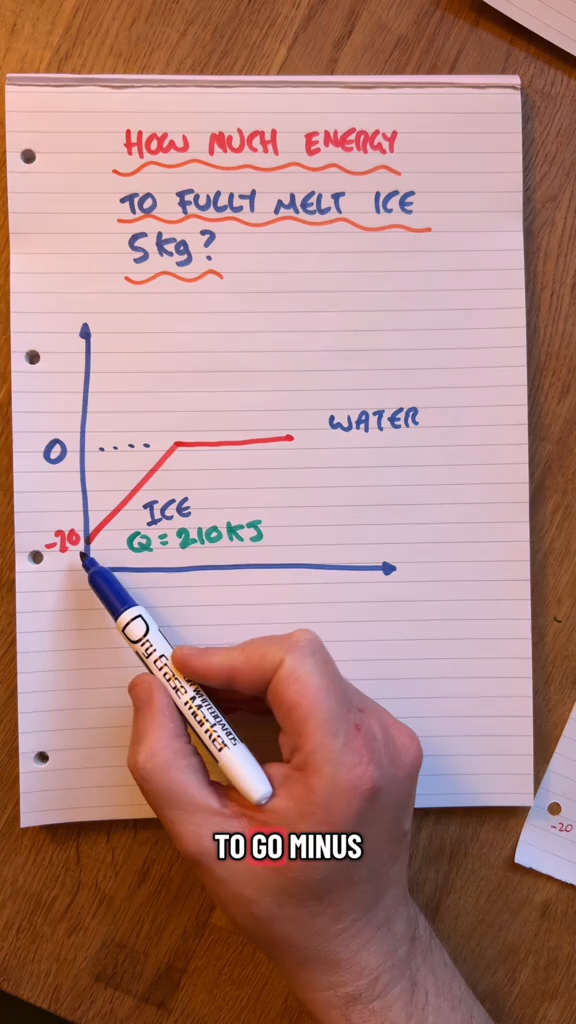 HOW MUCH ENERGY
TO FULLY MELT ICE
5kg?
WATER
0
ICE
-20
Q = 210KJ
Dry Erase Marker
WHITEBOARDS
-20
TO GO MINUS